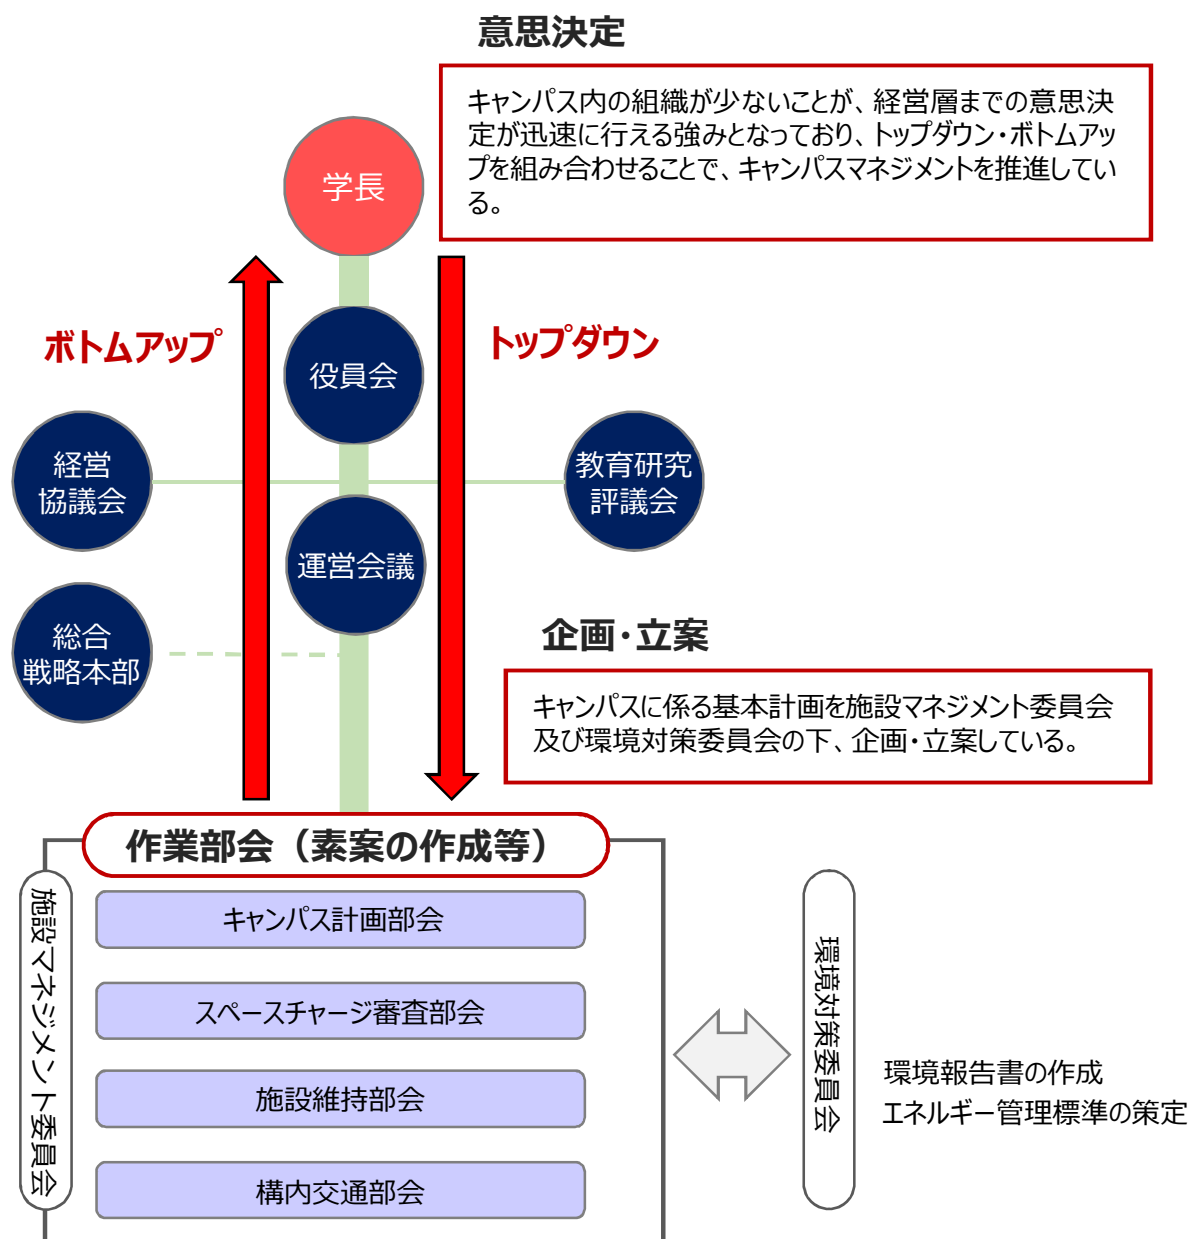 意思決定
キャンパス内の組織が少ないことが、経営層までの意思決
定が迅速に行える強みとなっており、トップダウン・ボトムアッ
プを組み合わせることで、キャンパスマネジメントを推進してい
る。
学長
ボトムアップ
トップダウン
役員会
経営
協議会
教育研究
評議会
運営会議
総合
戦略本部
企画・立案
キャンパスに係る基本計画を施設マネジメント委員会
及び環境対策委員会の下、企画・立案している。
作業部会（素案の作成等）
施設マネジメント委員会
キャンパス計画部会
スペースチャージ審査部会
施設維持部会
構内交通部会
環境対策委員会
環境報告書の作成
エネルギー管理標準の策定